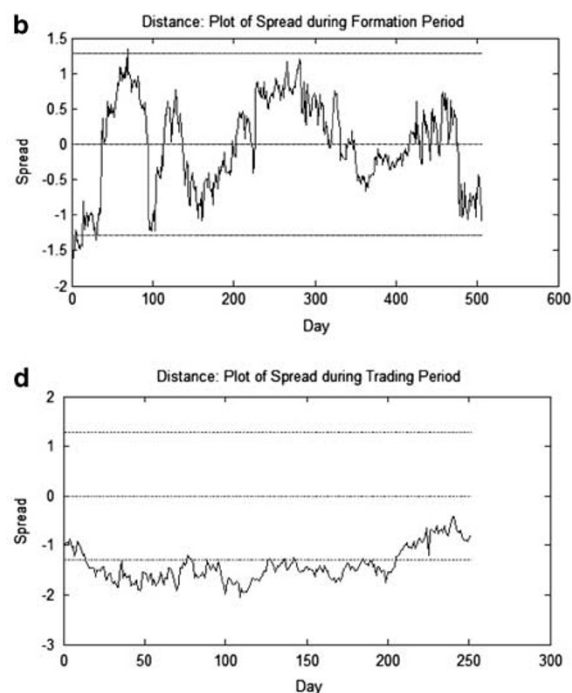 b
Distance: Plot of Spread during Formation Period
1.5
1
0.5
0
-0.5
-1
-1.5
-2
Spread
0 100 200 300 400 500 600
Day
d
Distance: Plot of Spread during Trading Period
2
1
0
-1
-2
-3
Spread
0 50 100 150 200 250 300
Day